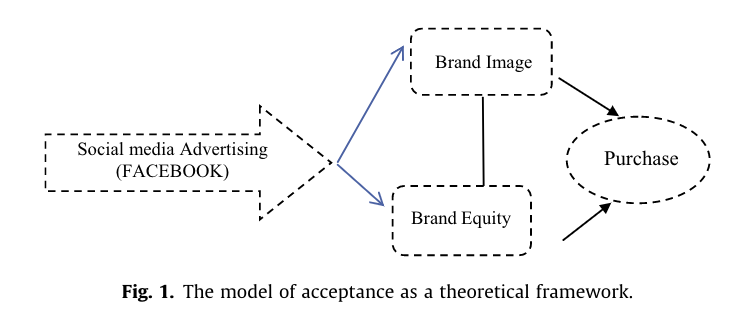 Brand Image
Social media Advertising
(FACEBOOK)
Purchase
Brand Equity
Fig. 1. The model of acceptance as a theoretical framework.